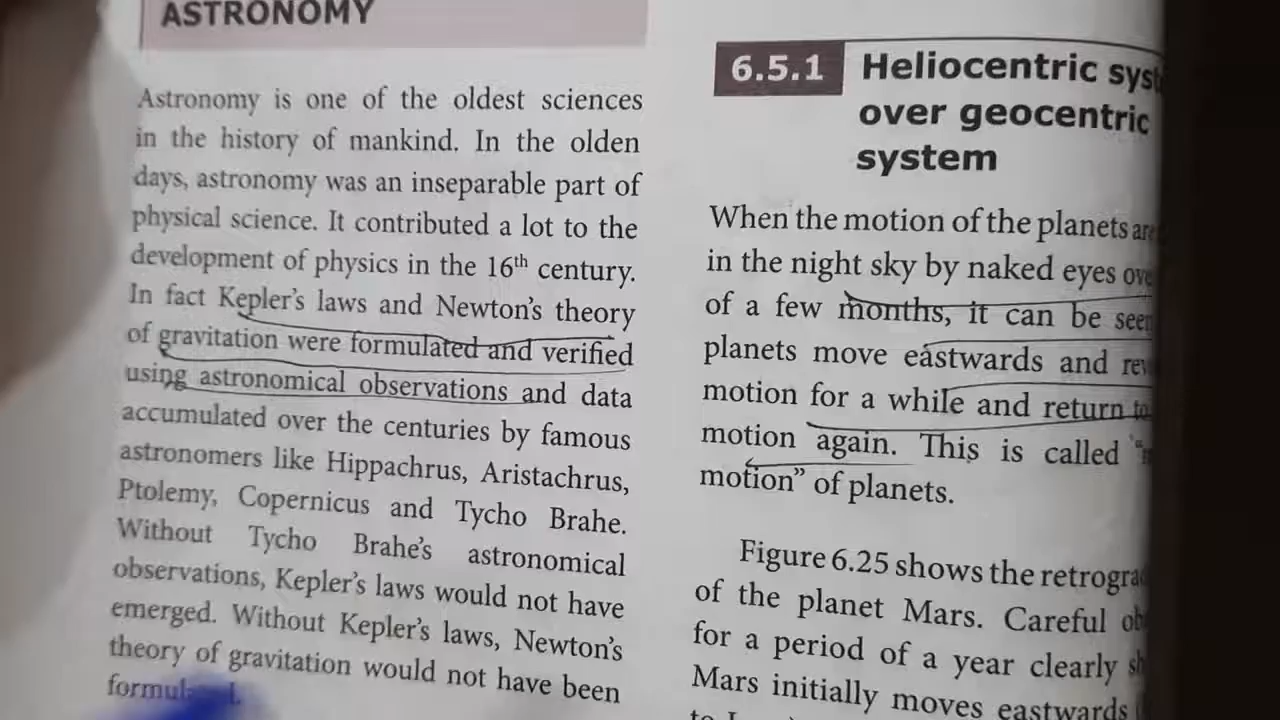 ASTRONOMY
Astronomy is one of the oldest sciences
in the history of mankind. In the olden
days, astronomy was an inseparable part of
physical science. It contributed a lot to the
development of physics in the 16th century.
In fact Kepler's laws and Newton's theory
of gravitation were formulated and verified
using astronomical observations and data
accumulated over the centuries by famous
astronomers like Hippachrus, Aristachrus,
Ptolemy, Copernicus and Tycho Brahe.
Without Tycho Brahe's astronomical
observations, Kepler's laws would not have
emerged. Without Kepler's laws, Newton's
theory of gravitation would not have been
6.5.1 Heliocentric
over geocentric
system
When the motion of the planets
in the night sky by naked eyes
of a few months, it can be
planets move eastwards and
motion for a while and return to
motion again. This is called
motion” of planets.
Figure 6.25 shows the
of the planet Mars. Careful
for a period of a year clearly
Mars initially moves eastwards